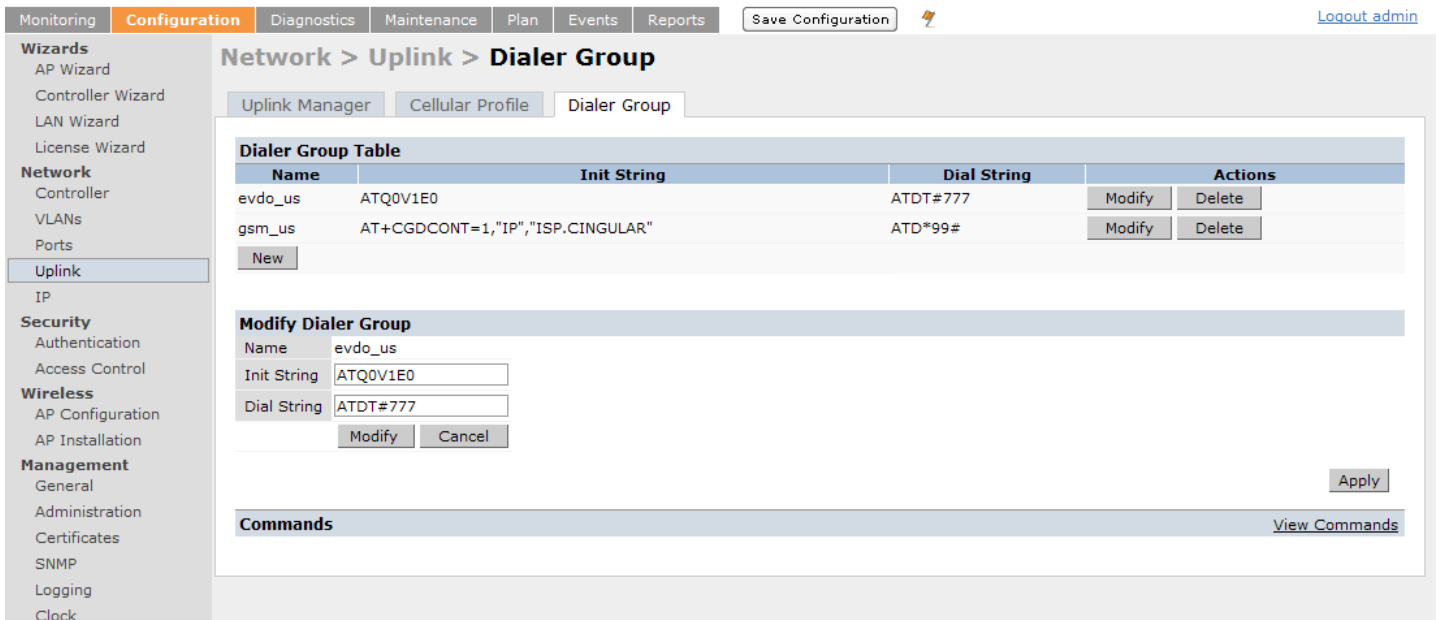 Monitoring Configuration Diagnostics Maintenance Plan Events Reports Save Configuration Logout admin
Wizards
AP Wizard
Controller Wizard
LAN Wizard
License Wizard
Network
Controller
VLANs
Ports
Uplink
IP
Security
Authentication
Access Control
Wireless
AP Configuration
AP Installation
Management
General
Administration
Certificates
SNMP
Logging
Clock
Network > Uplink > Dialer Group
Uplink Manager Cellular Profile Dialer Group
Dialer Group Table
Name Init String Dial String Actions
evdo_us ATQ0V1E0 ATDT#777 Modify Delete
gsm_us AT+CGDCONT=1,"IP","ISP.CINGULAR" ATD*99# Modify Delete
New
Modify Dialer Group
Name evdo_us
Init String ATQ0V1E0
Dial String ATDT#777
Modify Cancel
Apply
Commands View Commands